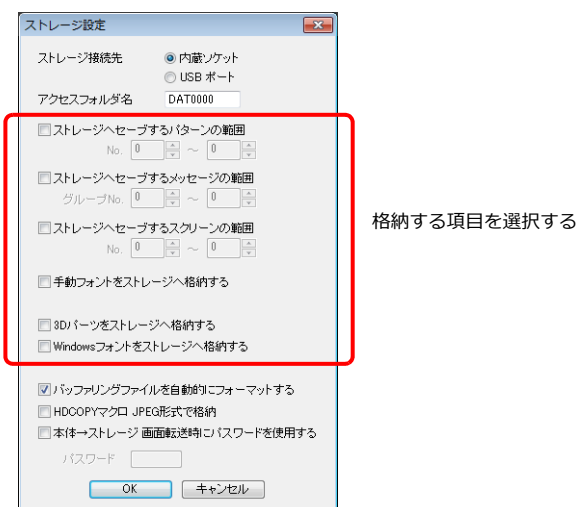 ストレージ設定
ストレージ接続先 内蔵ソケット
USB ポート
アクセスフォルダ名 DAT0000
ストレージへセーブするパターンの範囲
No. 0 ～ 0
ストレージへセーブするメッセージの範囲
グループNo. 0 ～ 0
ストレージへセーブするスクリーンの範囲
No. 0 ～ 0
格納する項目を選択する
手動フォントをストレージへ格納する
3Dパーツをストレージへ格納する
Windowsフォントをストレージへ格納する
バッファリングファイルを自動的にフォーマットする
HDCOPYマクロ JPEG形式で格納
本体→ストレージ 画面転送時にパスワードを使用する
パスワード
OK キャンセル